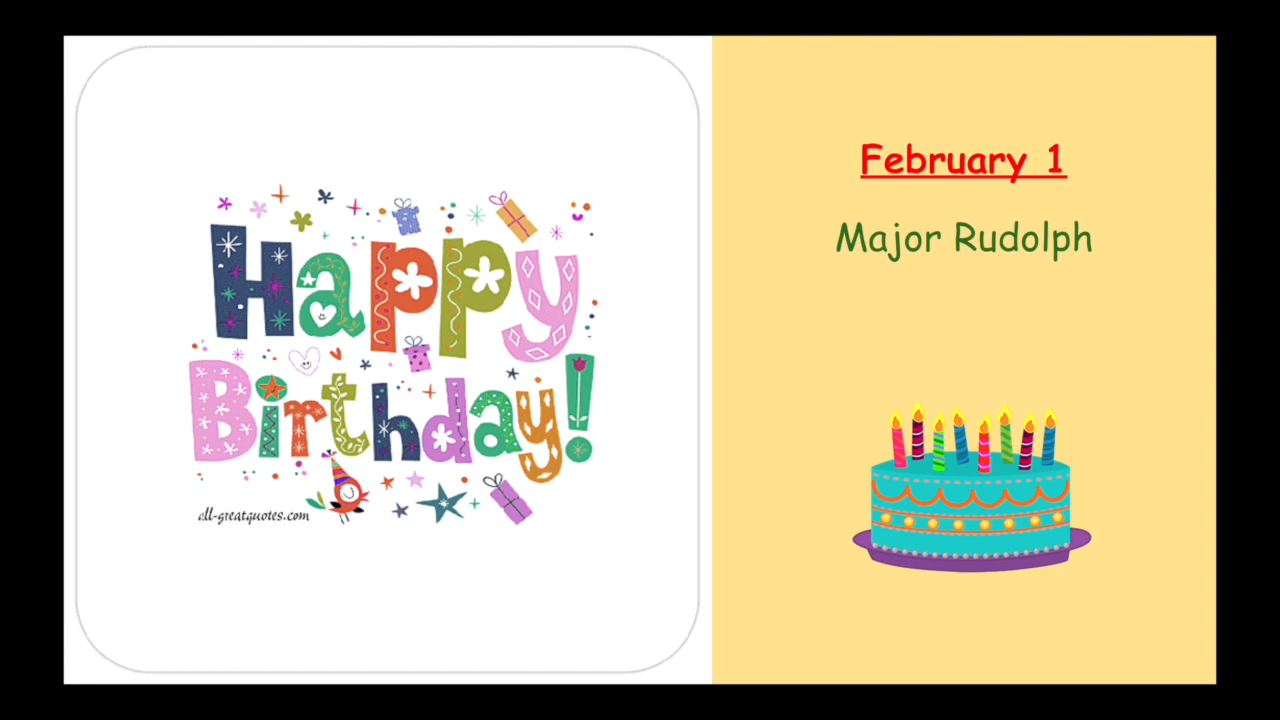 Happy
Birthday!
all-greatquotes.com
February 1
Major Rudolph